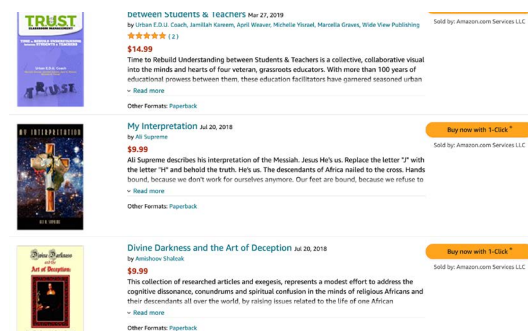 TRUST
between Students & Teachers Mar 27, 2019
by Urban E.D.U. Coach, Jamillah Kareem, April Weaver, Michelle Yisrael, Marcella Graves, Wide View Publishing
(2)
$14.99
Time to Rebuild Understanding between Students & Teachers is a collective, collaborative visual
into the minds and hearts of four veteran, grassroots educators. With more than 100 years of
educational prowess between them, these education facilitators have garnered seasoned urban
Read more
Other Formats: Paperback
Sold by: Amazon.com Services LLC
MY INTERPRETATION
My Interpretation Jul 20, 2018
by Ali Supreme
$9.99
Ali Supreme describes his interpretation of the Messiah. Jesus He's us. Replace the letter "J" with
the letter "H" and behold the truth. He's us. The descendants of Africa nailed to the cross. Hands
bound, because we don't work for ourselves anymore. Our feet are bound, because we refuse to
Read more
Other Formats: Paperback
Buy now with 1-Click ®
Sold by: Amazon.com Services LLC
Divine Darkness
and the
Art of Deception:
Divine Darkness and the Art of Deception Jul 20, 2018
by Amishoov Shaleak
$9.99
This collection of researched articles and exegesis, represents a modest effort to address the
cognitive dissonance, conundrums and spiritual confusion in the minds of religious Africans and
their descendants all over the world, by raising issues related to the life of one African
Read more
Other Formats: Paperback
Buy now with 1-Click ®
Sold by: Amazon.com Services LLC